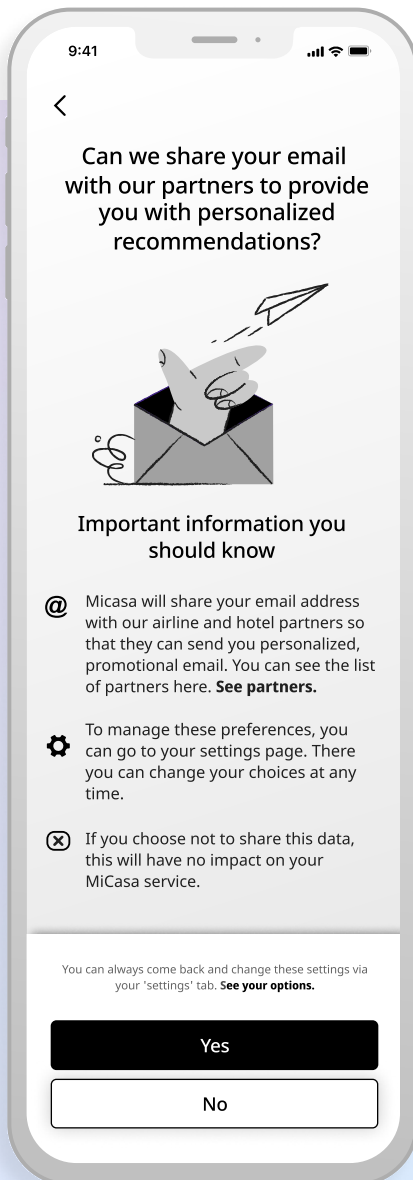 9:41
Can we share your email
with our partners to provide
you with personalized
recommendations?
Important information you
should know
@
Micasa will share your email address
with our airline and hotel partners so
that they can send you personalized,
promotional email. You can see the list
of partners here. See partners.
To manage these preferences, you
can go to your settings page. There
you can change your choices at any
time.
If you choose not to share this data,
this will have no impact on your
MiCasa service.
You can always come back and change these settings via
your 'settings' tab. See your options.
Yes
No